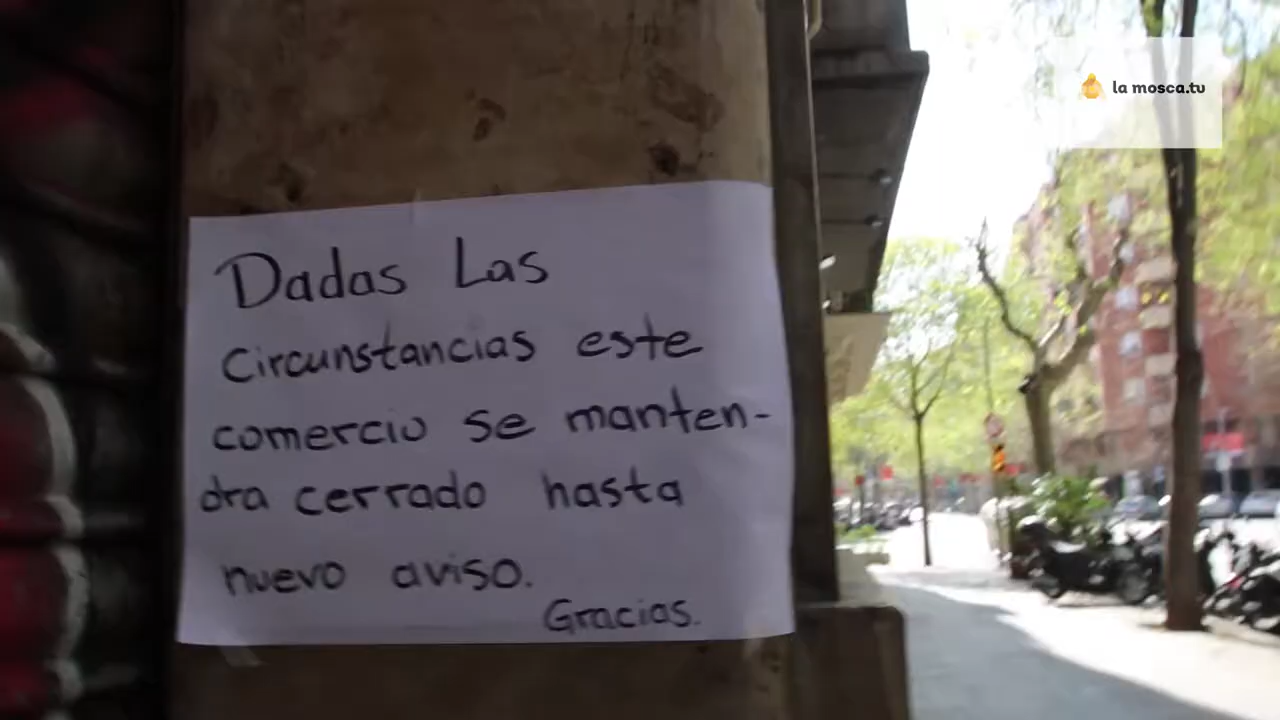 la mosca.tv
Dadas Las
circunstancias este
comercio se manten-
dra cerrado hasta
nuevo aviso.
Gracias.